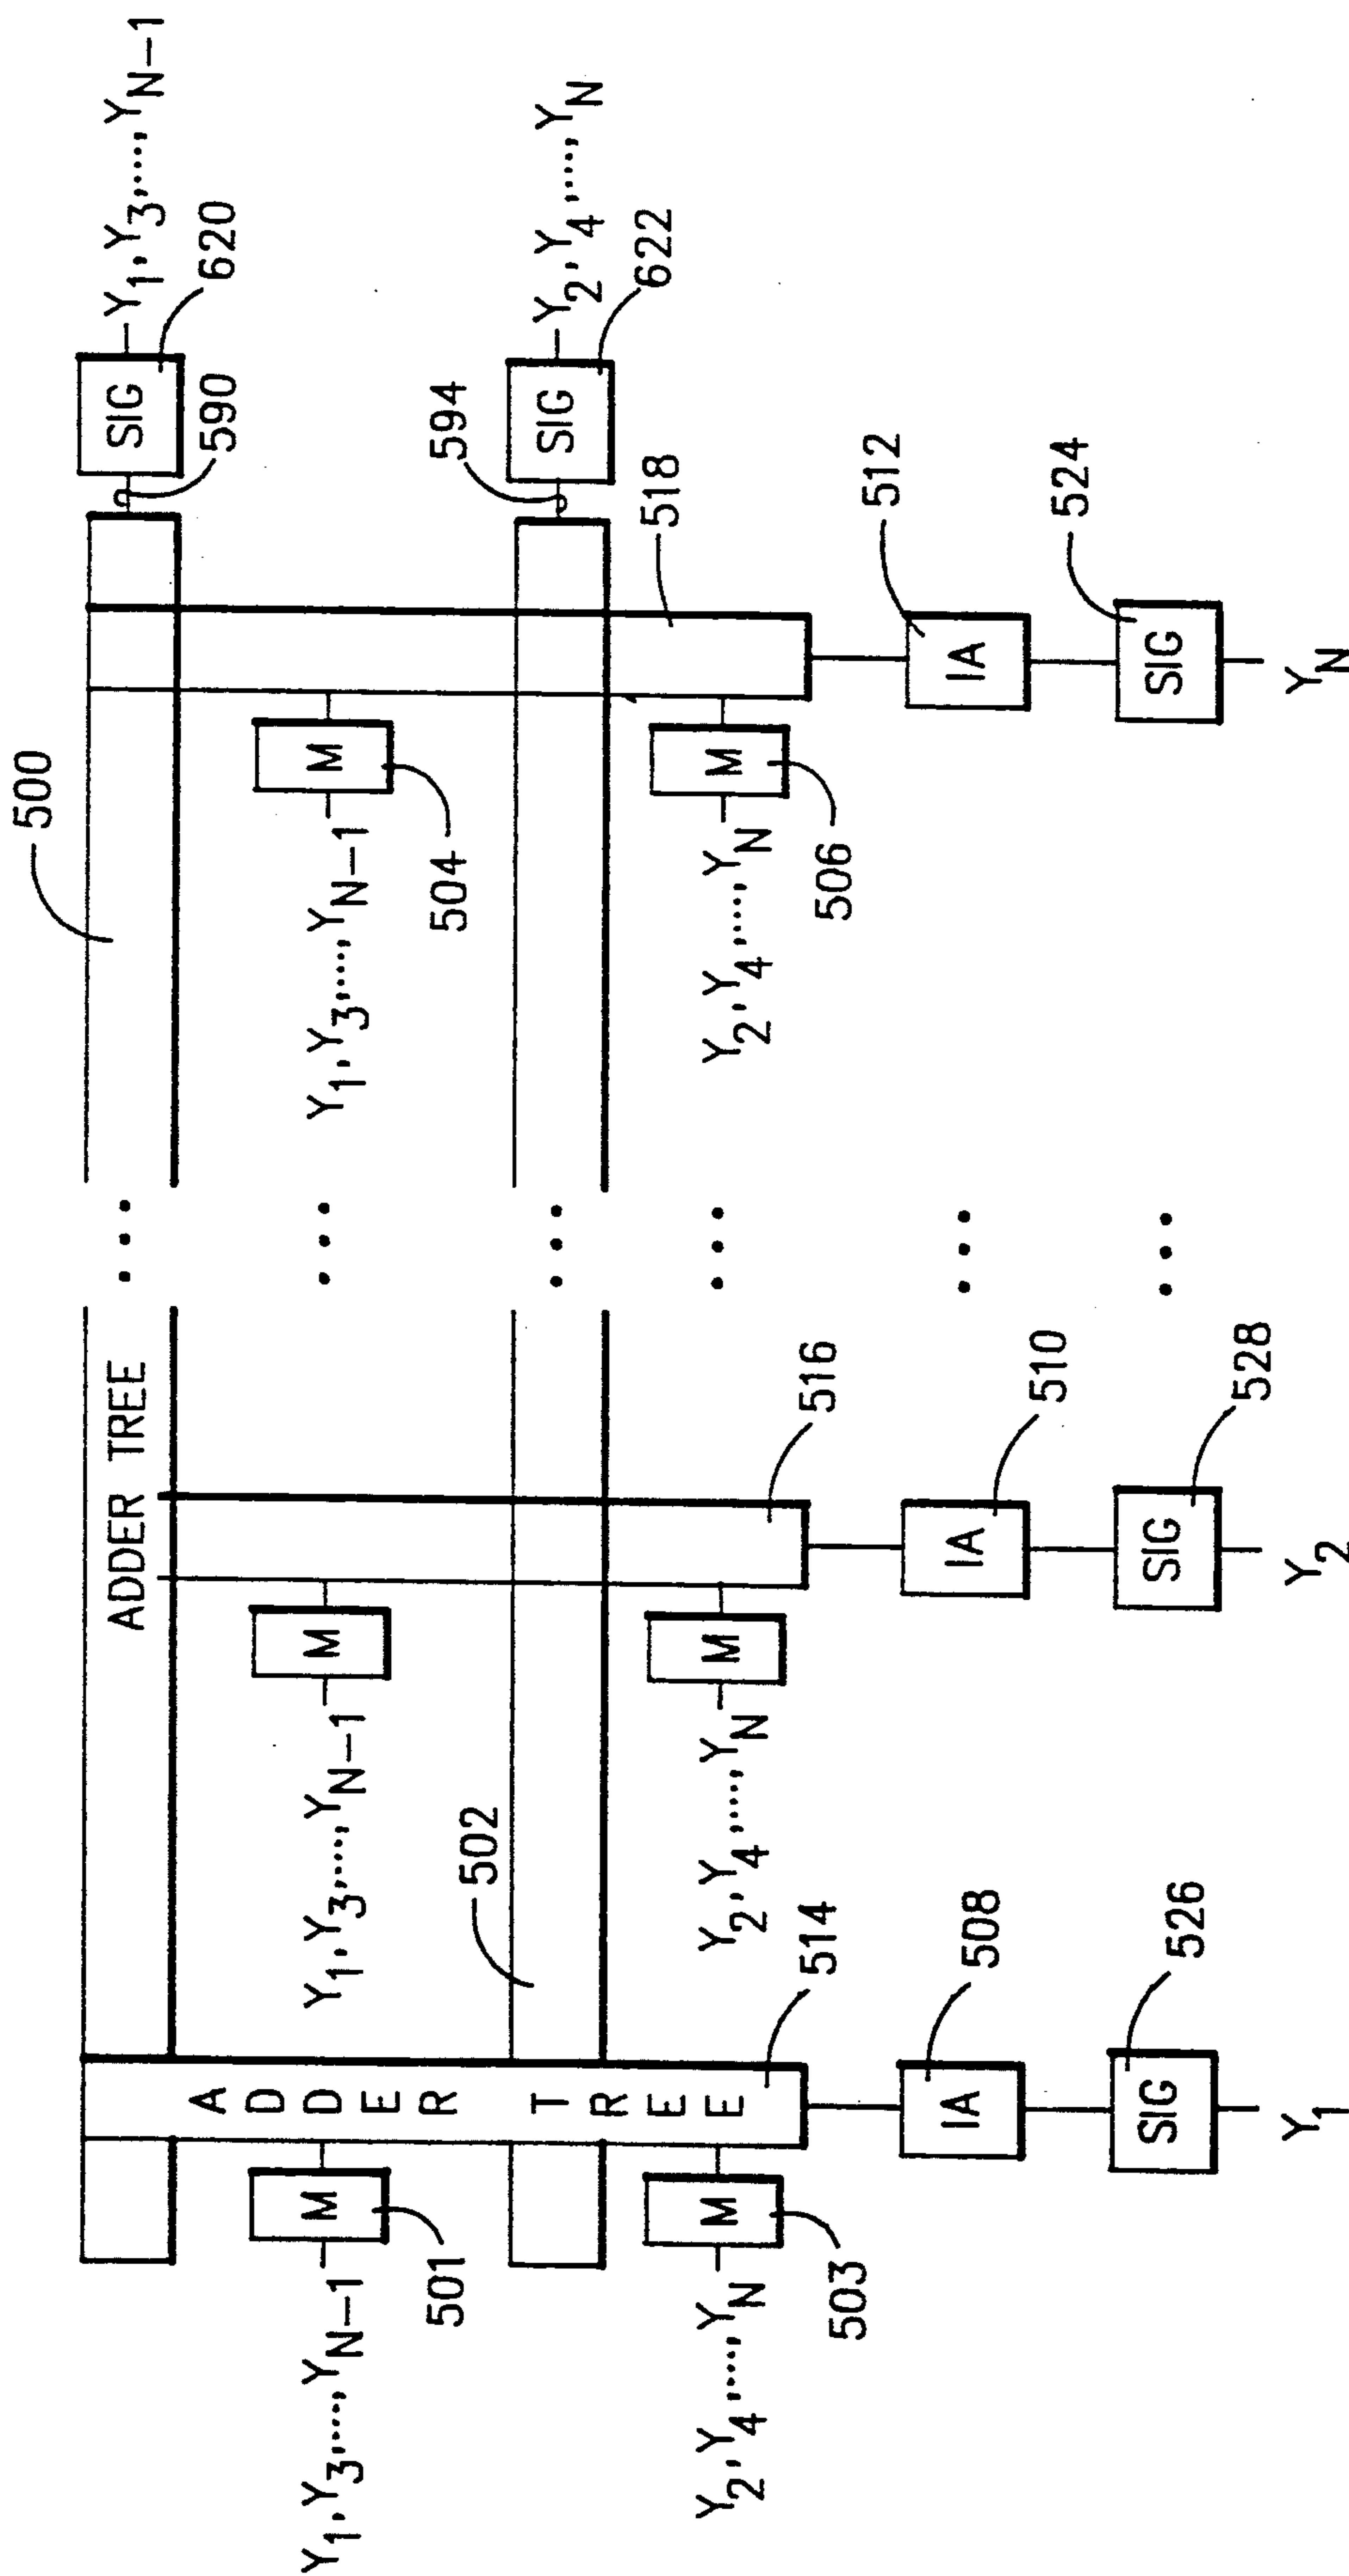 500
Y1,Y3,....,YN-1
ADDER TREE
SIG
620
590
Y1,Y3,....,YN-1
M
501
Y1,Y3,....,YN-1
M
Y1,Y3,....,YN-1
M
504
502
594
SIG
622
Y2,Y4,....,YN
ADDER TREE
518
Y2,Y4,....,YN
M
503
514
Y2,Y4,....,YN
M
516
Y2,Y4,....,YN
M
506
IA
508
IA
510
IA
512
SIG
526
SIG
528
SIG
524
Y1
Y2
YN